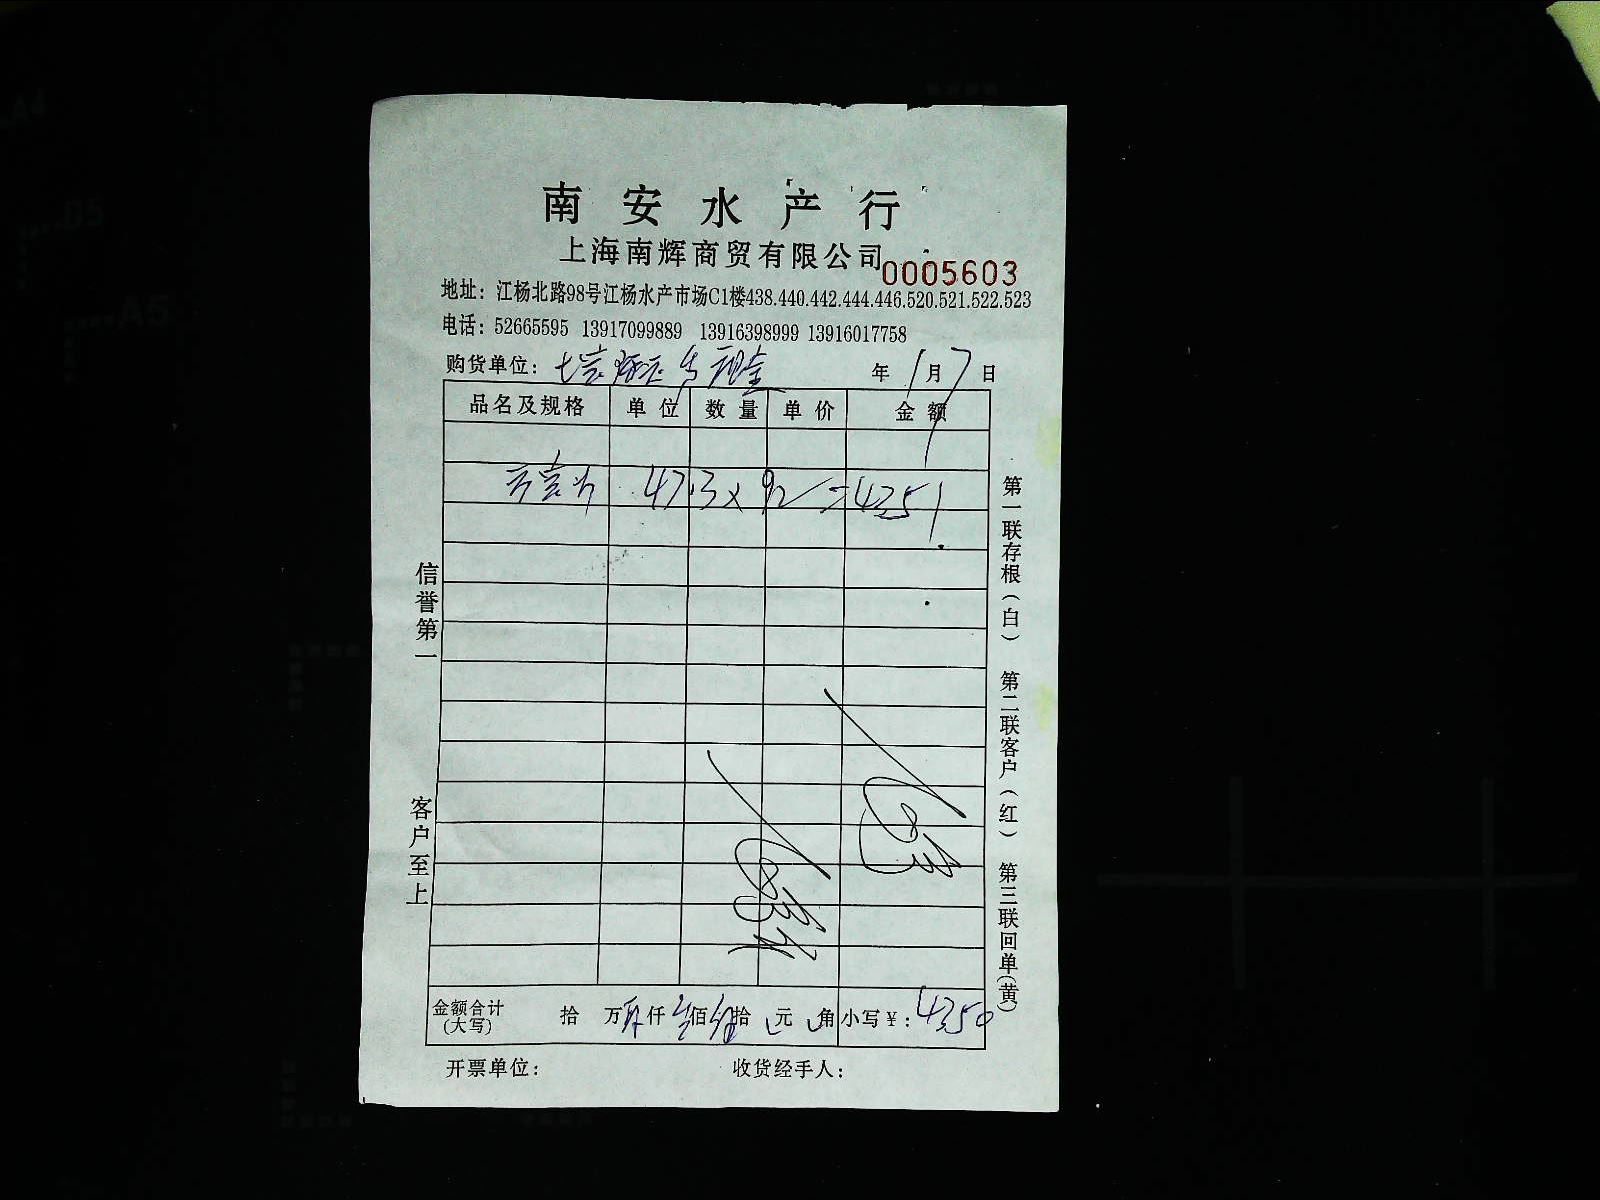 南安水产行
上海南辉商贸有限公司
0005603
地址：江杨北路98号江杨水产市场C1楼438.440.442.444.446.520.521.522.523
电话：52665595 13917099889 13916398999 13916017758
购货单位：
年 1月7日
品名及规格 单位 数量 单价 金额
47.3x92=4351
信誉第一 客户至上
第一联存根（白） 第二联客户（红） 第三联回单（黄）
金额合计（大写） 拾 万 仟 佰 拾 元 角 小写￥：4350
开票单位： 收货经手人：